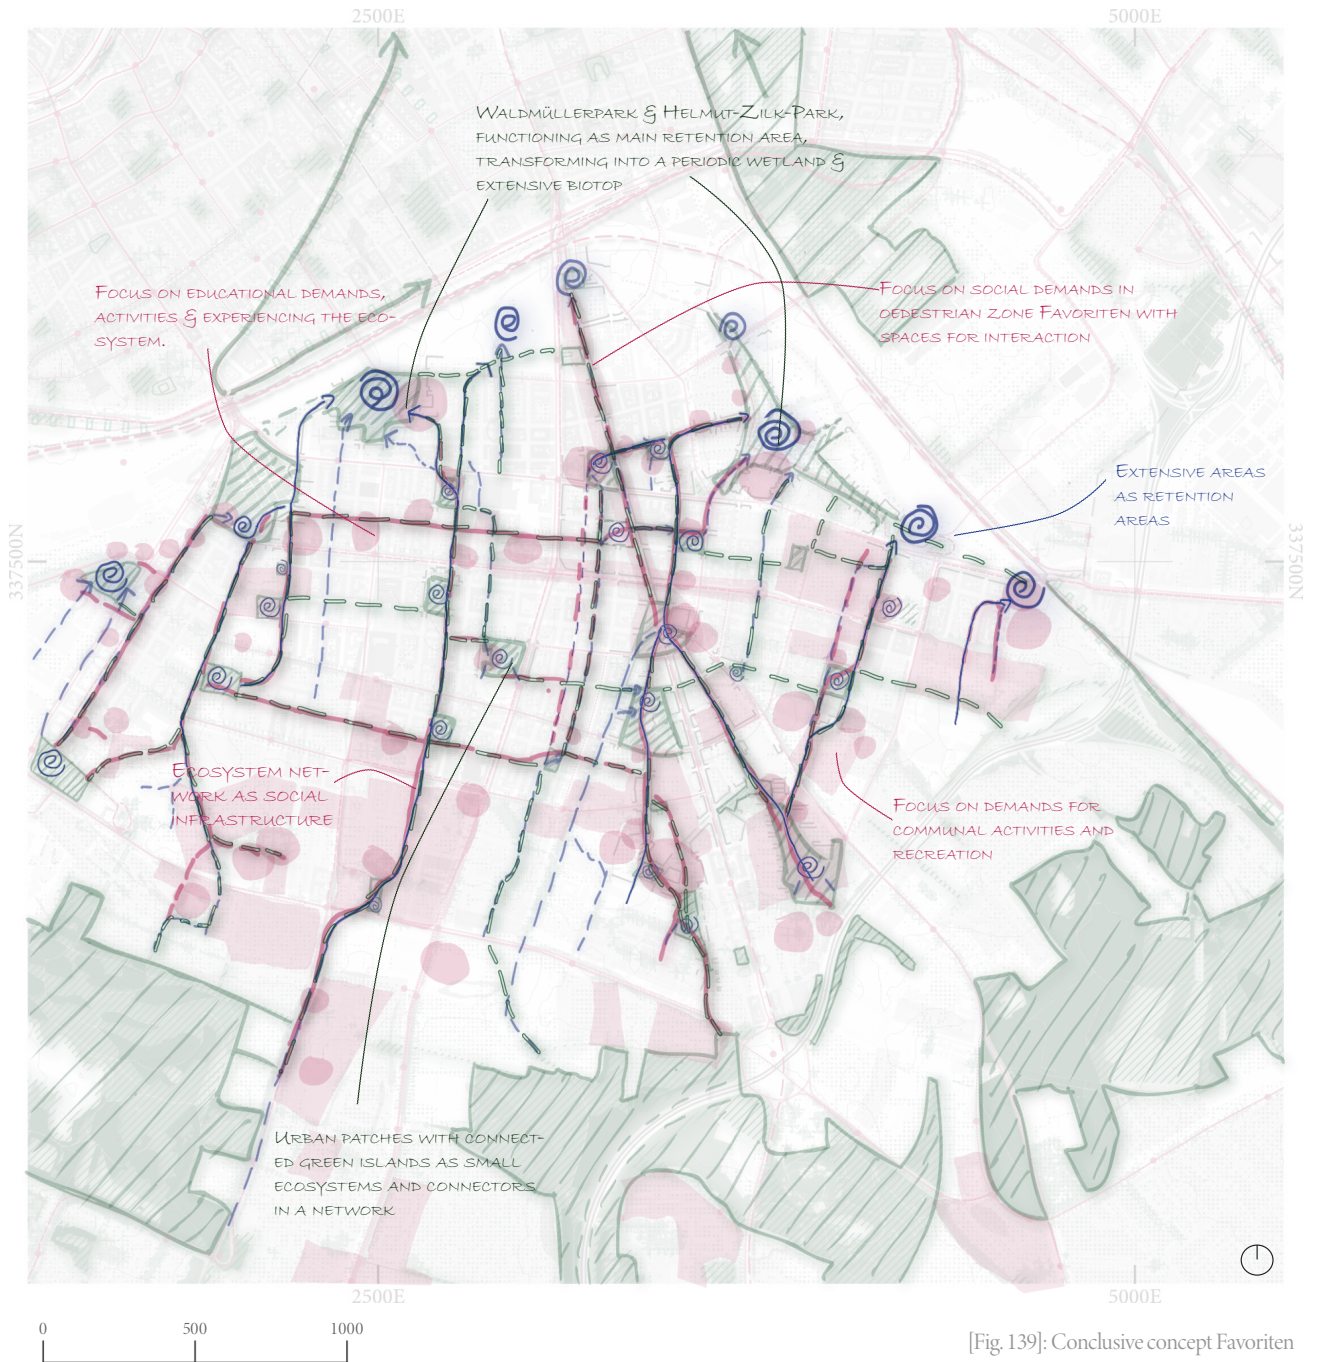 2500E
5000E
Waldmüllerpark & Helmut-Zilk-Park,
functioning as main retention area,
transforming into a periodic wetland &
extensive biotop
Focus on educational demands,
activities & experiencing the eco-
system.
Focus on social demands in
oedestrian zone Favoriten with
spaces for interaction
Extensive areas
as retention
areas
337500N
337500N
Ecosystem net-
work as social
infrastructure
Focus on demands for
communal activities and
recreation
Urban patches with connect-
ed green islands as small
ecosystems and connectors
in a network
2500E
5000E
0
500
1000
[Fig. 139]: Conclusive concept Favoriten